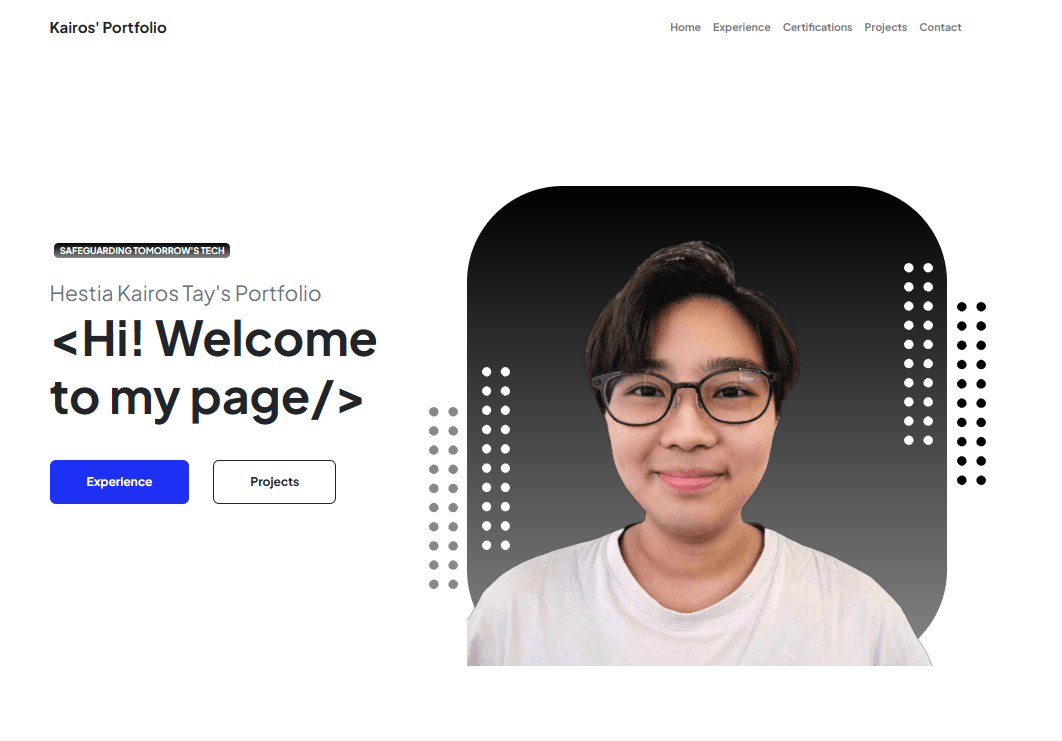 Kairos' Portfolio
Home Experience Certifications Projects Contact
SAFEGUARDING TOMORROW'S TECH
Hestia Kairos Tay's Portfolio
<Hi! Welcome
to my page/>
Experience Projects